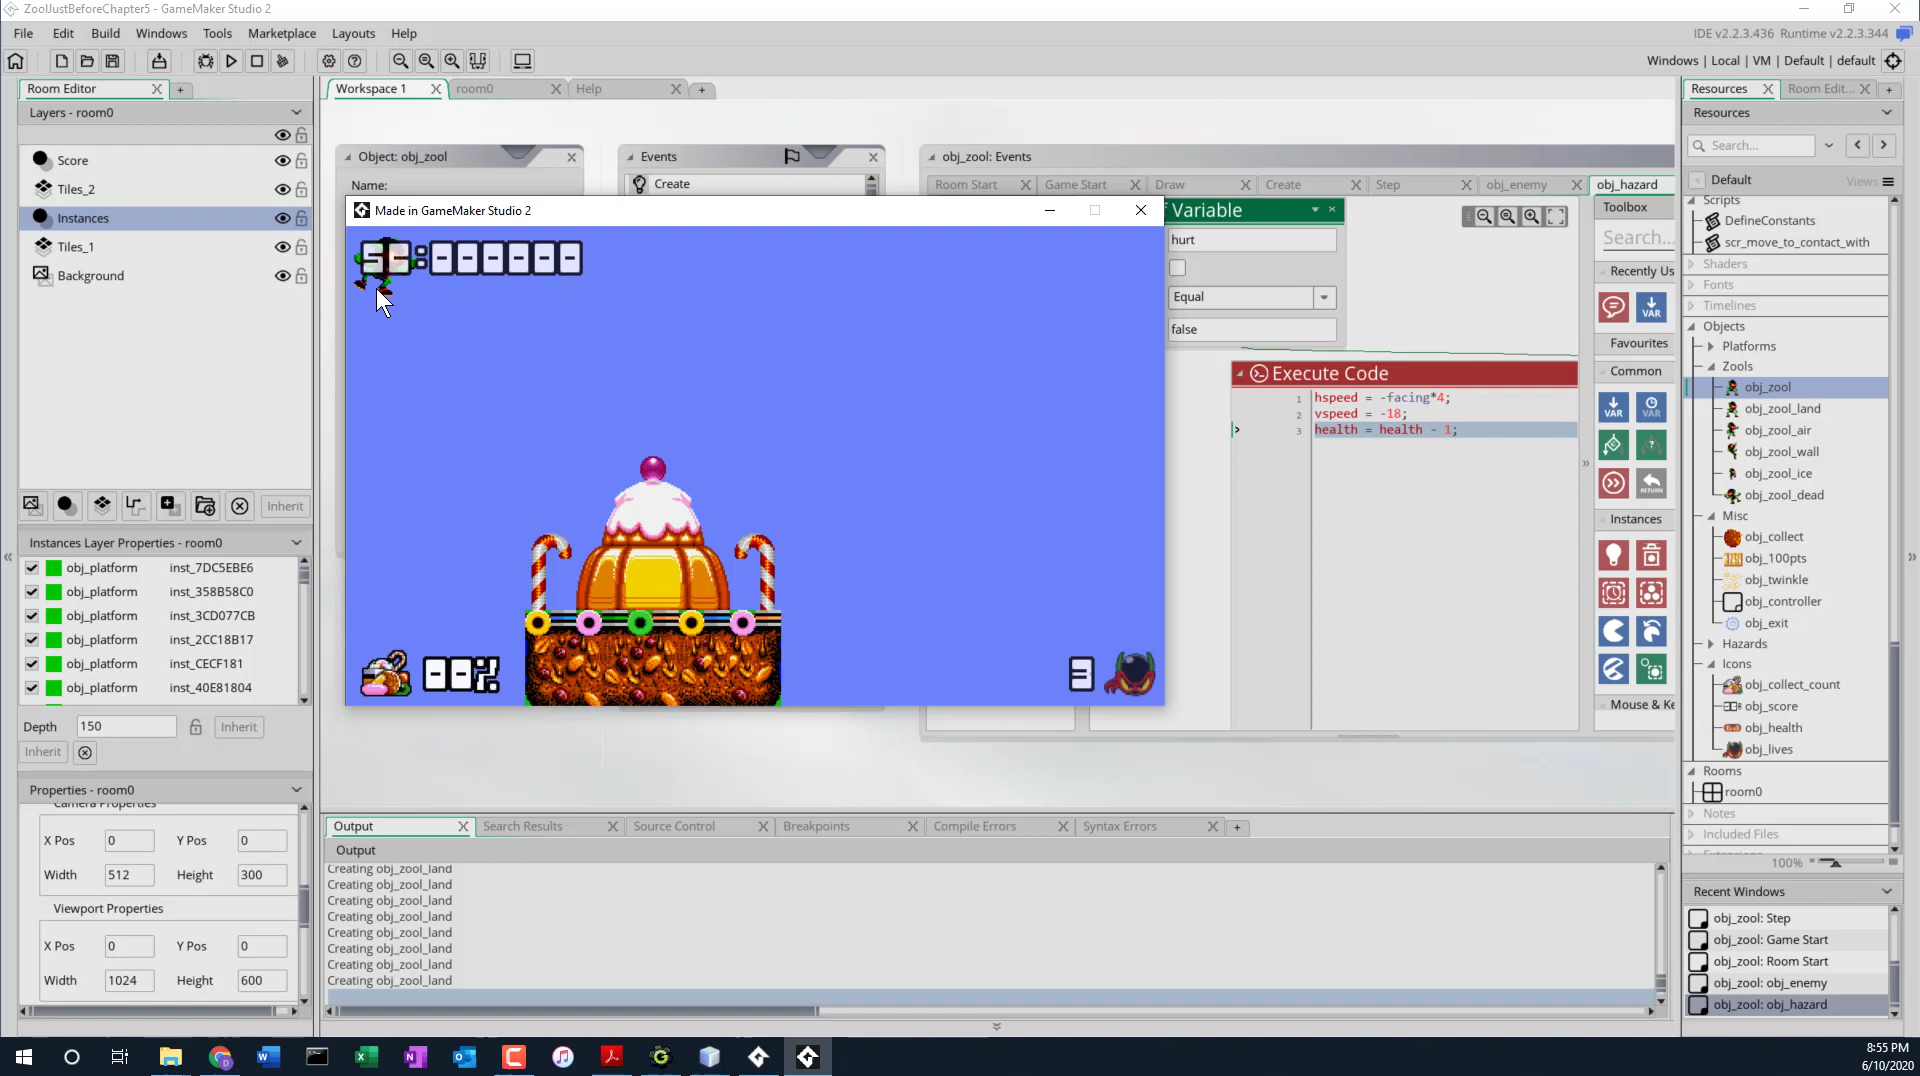 ZoolJustBeforeChapter5 - GameMaker Studio 2
File Edit Build Windows Tools Marketplace Layouts Help
IDE v2.2.3.436 Runtime v2.2.3.344
Windows | Local | VM | Default | default
Room Editor
Layers - room0
Score
Tiles_2
Instances
Tiles_1
Background
Inherit
Instances Layer Properties - room0
obj_platform inst_7DC5EBE6
obj_platform inst_358B58C0
obj_platform inst_3CD077CB
obj_platform inst_2CC18B17
obj_platform inst_CECF181
obj_platform inst_40E81804
Depth 150 Inherit
Inherit
Properties - room0
Camera Properties
X Pos 0 Y Pos 0
Width 512 Height 300
Viewport Properties
X Pos 0 Y Pos 0
Width 1024 Height 600
Workspace 1 room0 Help
Object: obj_zool
Name:
Events
Create
obj_zool: Events
Room Start Game Start Draw Create Step obj_enemy obj_hazard
Made in GameMaker Studio 2
Variable
hurt
Equal
false
Execute Code
1 hspeed = -facing*4;
2 vspeed = -18;
3 health = health - 1;
Toolbox
Search...
Recently Us
VAR
Favourites
Common
VAR VAR
RETURN
Instances
Mouse & Ke
Output Search Results Source Control Breakpoints Compile Errors Syntax Errors
Output
Creating obj_zool_land
Creating obj_zool_land
Creating obj_zool_land
Creating obj_zool_land
Creating obj_zool_land
Creating obj_zool_land
Creating obj_zool_land
Creating obj_zool_land
Resources Room Edit...
Resources
Search...
Default Views
Scripts
DefineConstants
scr_move_to_contact_with
Shaders
Fonts
Timelines
Objects
Platforms
Zools
obj_zool
obj_zool_land
obj_zool_air
obj_zool_wall
obj_zool_ice
obj_zool_dead
Misc
obj_collect
obj_100pts
obj_twinkle
obj_controller
obj_exit
Hazards
Icons
obj_collect_count
obj_score
obj_health
obj_lives
Rooms
room0
Notes
Included Files
100%
Recent Windows
obj_zool: Step
obj_zool: Game Start
obj_zool: Room Start
obj_zool: obj_enemy
obj_zool: obj_hazard
8:55 PM
6/10/2020